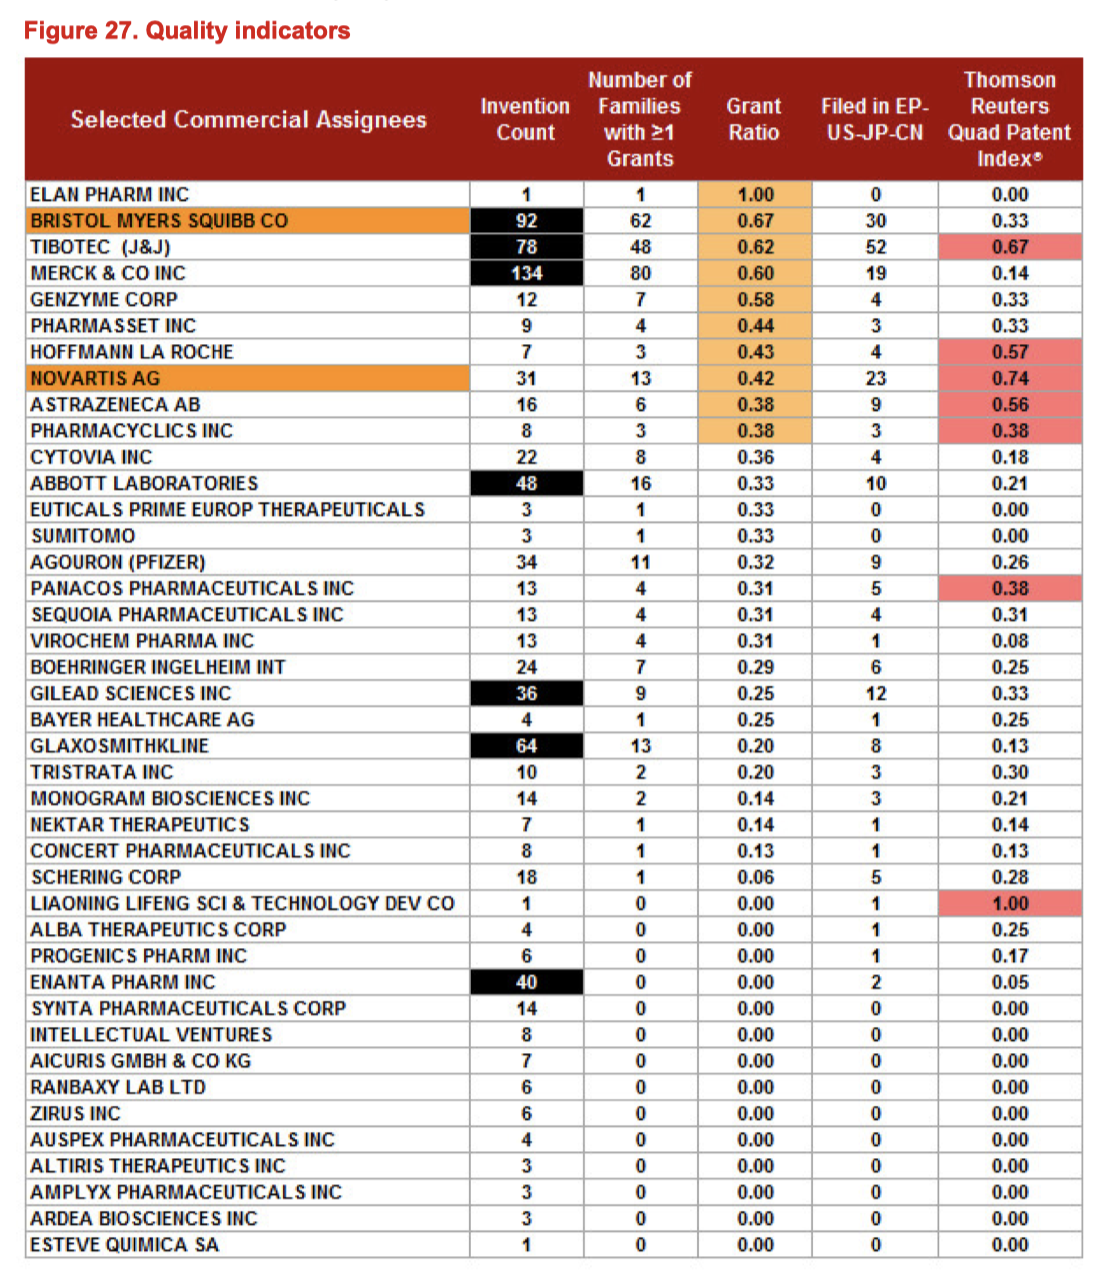 Figure 27. Quality indicators
Selected Commercial Assignees | Invention Count | Number of Families with ≥1 Grants | Grant Ratio | Filed in EP-US-JP-CN | Thomson Reuters Quad Patent Index®
ELAN PHARM INC 1 1 1.00 0 0.00
BRISTOL MYERS SQUIBB CO 92 62 0.67 30 0.33
TIBOTEC (J&J) 78 48 0.62 52 0.67
MERCK & CO INC 134 80 0.60 19 0.14
GENZYME CORP 12 7 0.58 4 0.33
PHARMASSET INC 9 4 0.44 3 0.33
HOFFMANN LA ROCHE 7 3 0.43 4 0.57
NOVARTIS AG 31 13 0.42 23 0.74
ASTRAZENECA AB 16 6 0.38 9 0.56
PHARMACYCLICS INC 8 3 0.38 3 0.38
CYTOVIA INC 22 8 0.36 4 0.18
ABBOTT LABORATORIES 48 16 0.33 10 0.21
EUTICALS PRIME EUROP THERAPEUTICALS 3 1 0.33 0 0.00
SUMITOMO 3 1 0.33 0 0.00
AGOURON (PFIZER) 34 11 0.32 9 0.26
PANACOS PHARMACEUTICALS INC 13 4 0.31 5 0.38
SEQUOIA PHARMACEUTICALS INC 13 4 0.31 4 0.31
VIROCHEM PHARMA INC 13 4 0.31 1 0.08
BOEHRINGER INGELHEIM INT 24 7 0.29 6 0.25
GILEAD SCIENCES INC 36 9 0.25 12 0.33
BAYER HEALTHCARE AG 4 1 0.25 1 0.25
GLAXOSMITHKLINE 64 13 0.20 8 0.13
TRISTRATA INC 10 2 0.20 3 0.30
MONOGRAM BIOSCIENCES INC 14 2 0.14 3 0.21
NEKTAR THERAPEUTICS 7 1 0.14 1 0.14
CONCERT PHARMACEUTICALS INC 8 1 0.13 1 0.13
SCHERING CORP 18 1 0.06 5 0.28
LIAONING LIFENG SCI & TECHNOLOGY DEV CO 1 0 0.00 1 1.00
ALBA THERAPEUTICS CORP 4 0 0.00 1 0.25
PROGENICS PHARM INC 6 0 0.00 1 0.17
ENANTA PHARM INC 40 0 0.00 2 0.05
SYNTA PHARMACEUTICALS CORP 14 0 0.00 0 0.00
INTELLECTUAL VENTURES 8 0 0.00 0 0.00
AICURIS GMBH & CO KG 7 0 0.00 0 0.00
RANBAXY LAB LTD 6 0 0.00 0 0.00
ZIRUS INC 6 0 0.00 0 0.00
AUSPEX PHARMACEUTICALS INC 4 0 0.00 0 0.00
ALTIRIS THERAPEUTICS INC 3 0 0.00 0 0.00
AMPLYX PHARMACEUTICALS INC 3 0 0.00 0 0.00
ARDEA BIOSCIENCES INC 3 0 0.00 0 0.00
ESTEVE QUIMICA SA 1 0 0.00 0 0.00